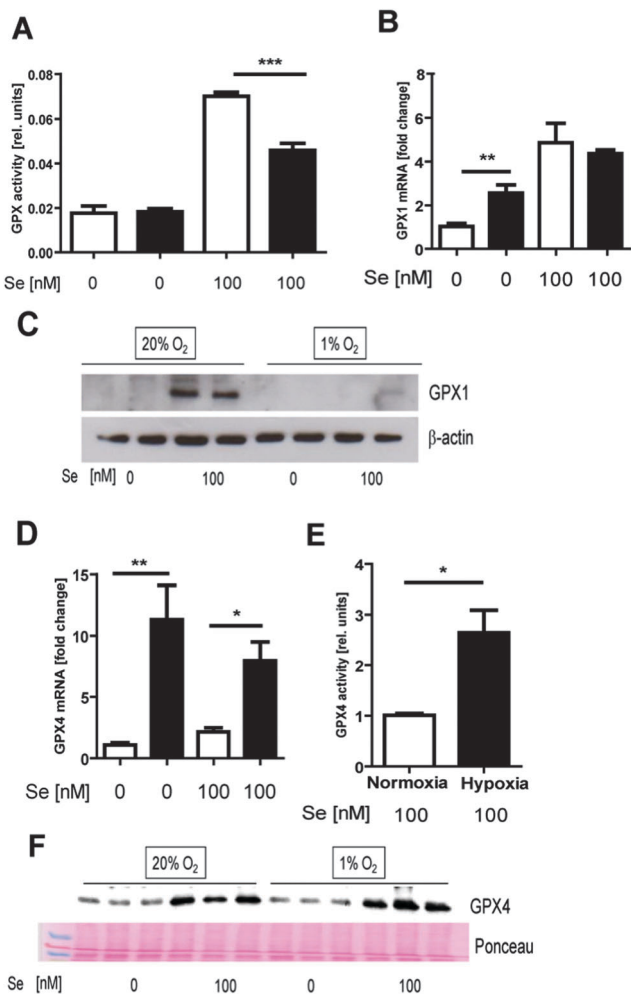 A
GPX activity [rel. units]
0.08
0.06
0.04
0.02
0.00
***
Se [nM] 0 0 100 100
B
GPX1 mRNA [fold change]
8
6
4
2
0
**
Se [nM] 0 0 100 100
C
20% O2 1% O2
GPX1
β-actin
Se [nM] 0 100 0 100
D
GPX4 mRNA [fold change]
15
10
5
0
**
*
Se [nM] 0 0 100 100
E
GPX4 activity [rel. units]
4
3
2
1
0
*
Normoxia Hypoxia
Se [nM] 100 100
F
20% O2 1% O2
GPX4
Ponceau
Se [nM] 0 100 0 100